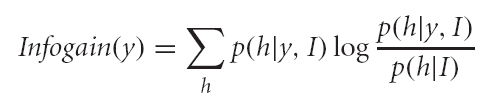 Infogain(y) = ∑_h p(h|y, I) log p(h|y, I) / p(h|I)